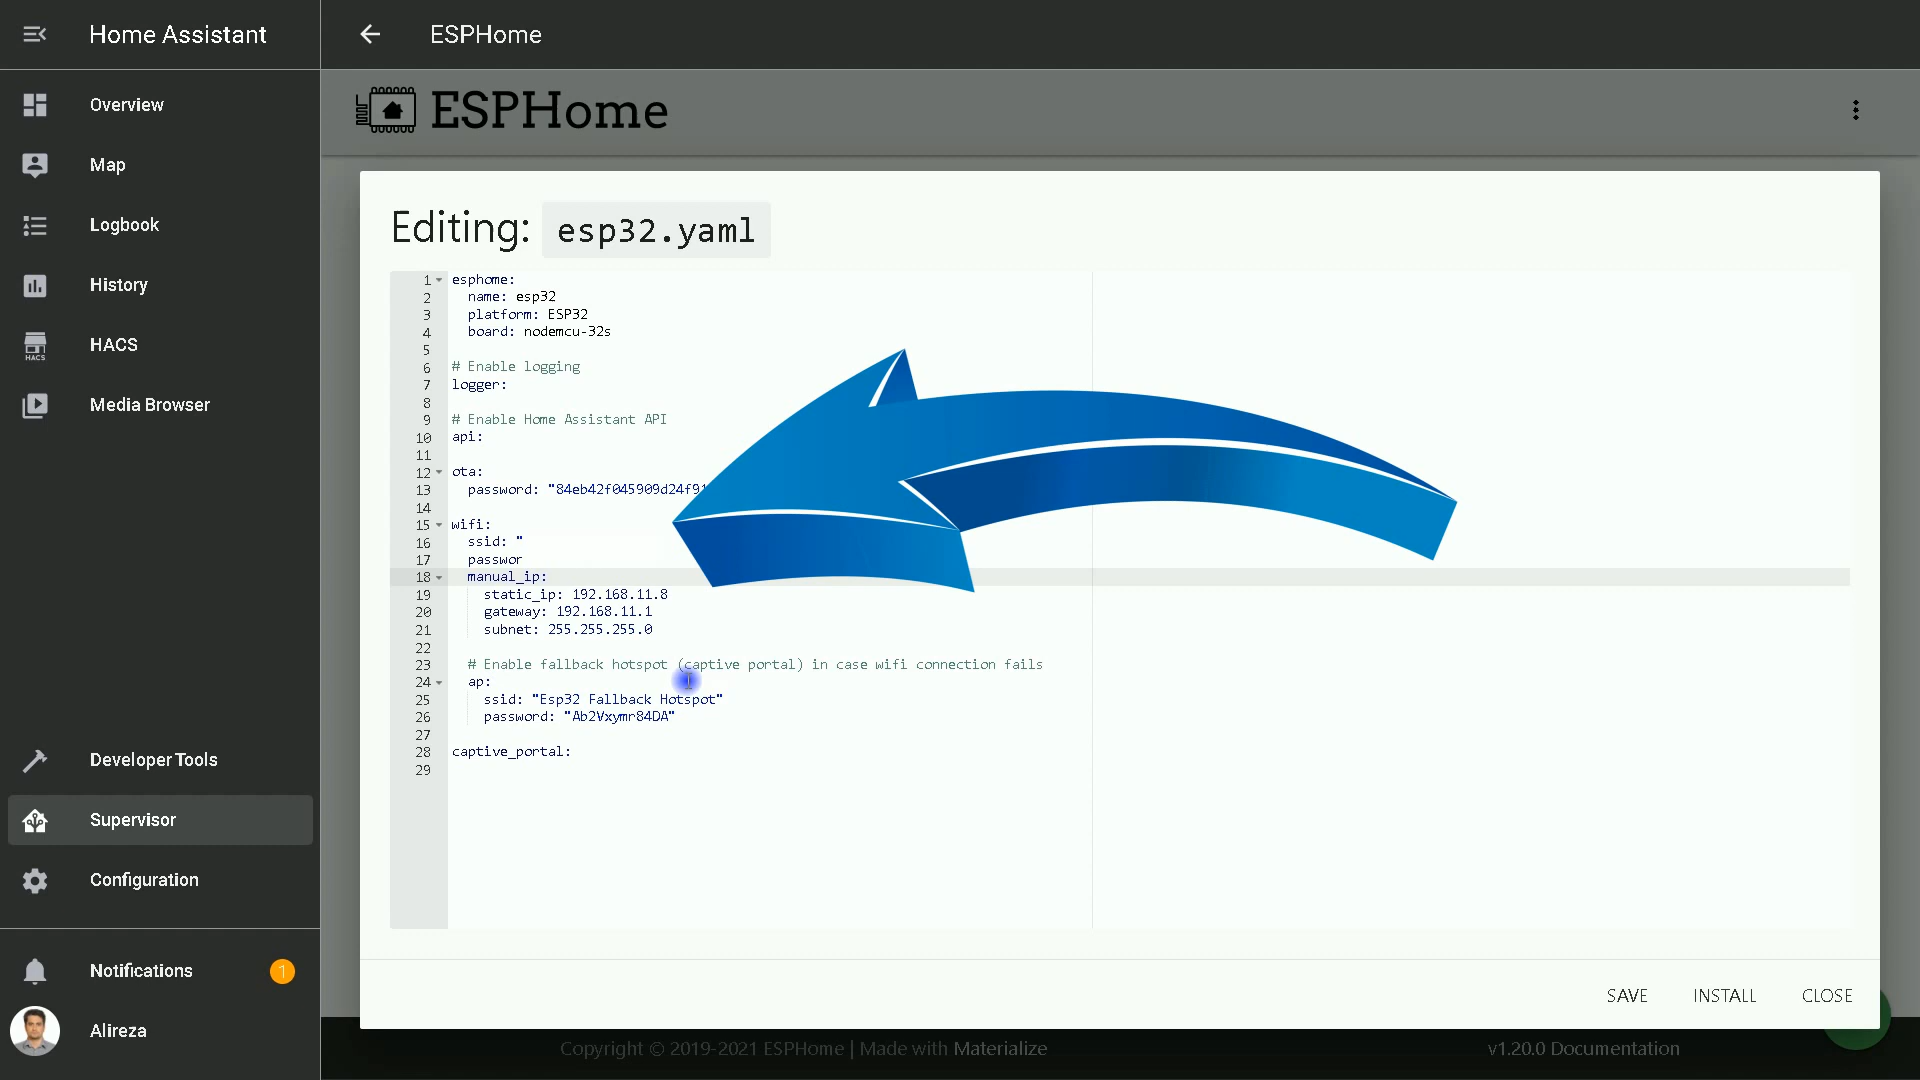 Home Assistant
ESPHome
Overview
Map
Logbook
History
HACS
HACS
Media Browser
Developer Tools
Supervisor
Configuration
Notifications
1
Alireza
ESPHome
Editing: esp32.yaml
1 esphome:
2 name: esp32
3 platform: ESP32
4 board: nodemcu-32s
5
6 # Enable logging
7 logger:
8
9 # Enable Home Assistant API
10 api:
11
12 ota:
13 password: "84eb42f045909d24f91
14
15 wifi:
16 ssid: "
17 passwor
18 manual_ip:
19 static_ip: 192.168.11.8
20 gateway: 192.168.11.1
21 subnet: 255.255.255.0
22
23 # Enable fallback hotspot (captive portal) in case wifi connection fails
24 ap:
25 ssid: "Esp32 Fallback Hotspot"
26 password: "Ab2Vxymr84DA"
27
28 captive_portal:
29
SAVE INSTALL CLOSE
Copyright © 2019-2021 ESPHome | Made with Materialize
v1.20.0 Documentation